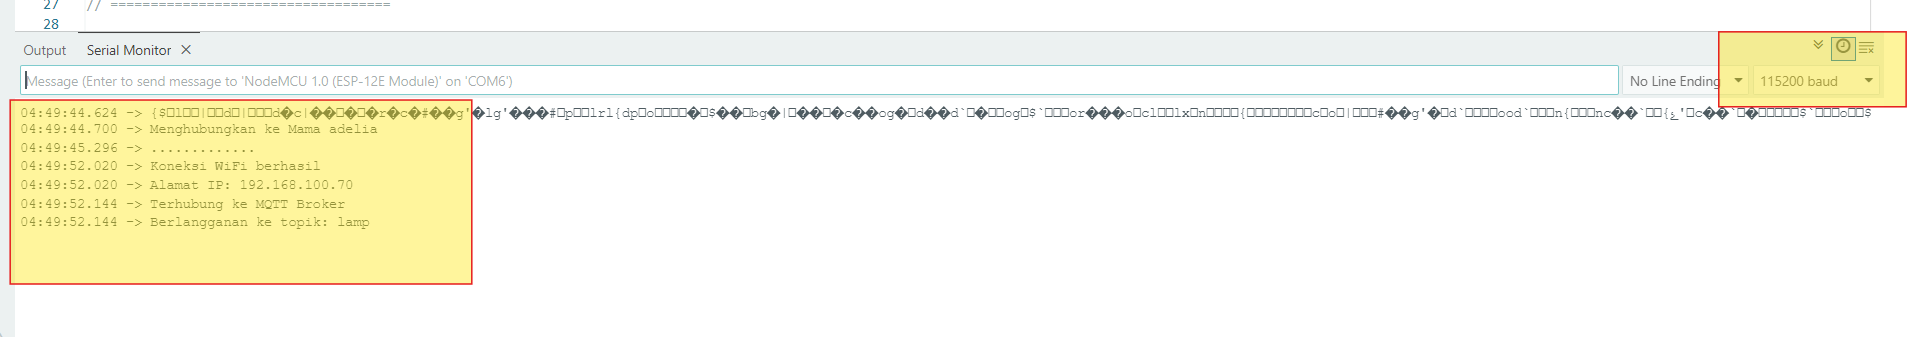 27 // ===================================
28
Output Serial Monitor ×
Message (Enter to send message to 'NodeMCU 1.0 (ESP-12E Module)' on 'COM6')
No Line Ending 115200 baud
04:49:44.624 ->
04:49:44.700 -> Menghubungkan ke Mama adelia
04:49:45.296 -> .............
04:49:52.020 -> Koneksi WiFi berhasil
04:49:52.020 -> Alamat IP: 192.168.100.70
04:49:52.144 -> Terhubung ke MQTT Broker
04:49:52.144 -> Berlangganan ke topik: lamp